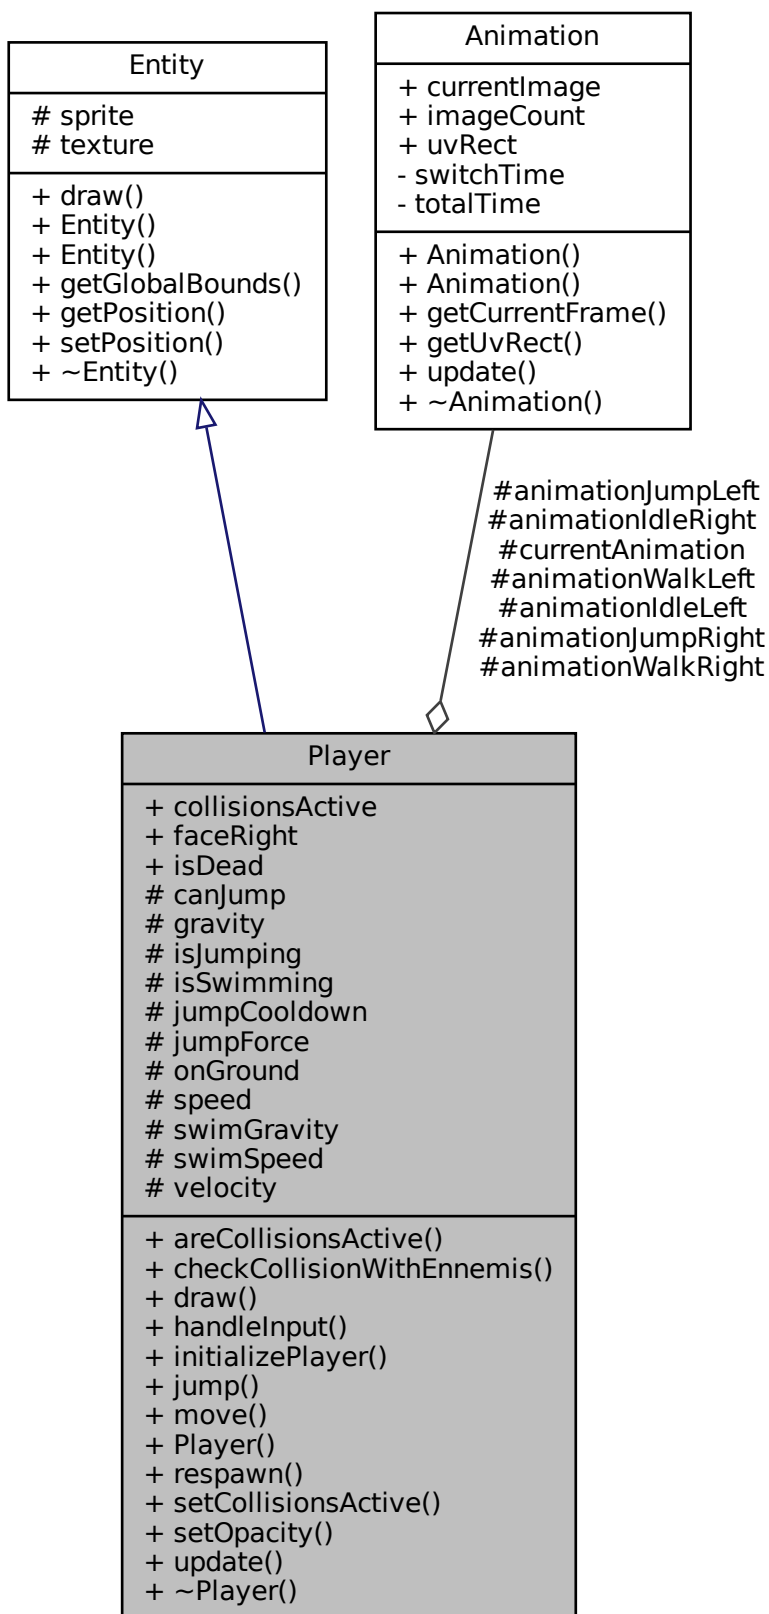 Entity
# sprite
# texture
+ draw()
+ Entity()
+ Entity()
+ getGlobalBounds()
+ getPosition()
+ setPosition()
+ ~Entity()
Animation
+ currentImage
+ imageCount
+ uvRect
- switchTime
- totalTime
+ Animation()
+ Animation()
+ getCurrentFrame()
+ getUvRect()
+ update()
+ ~Animation()
#animationJumpLeft
#animationIdleRight
#currentAnimation
#animationWalkLeft
#animationIdleLeft
#animationJumpRight
#animationWalkRight
Player
+ collisionsActive
+ faceRight
+ isDead
# canJump
# gravity
# isJumping
# isSwimming
# jumpCooldown
# jumpForce
# onGround
# speed
# swimGravity
# swimSpeed
# velocity
+ areCollisionsActive()
+ checkCollisionWithEnnemis()
+ draw()
+ handleInput()
+ initializePlayer()
+ jump()
+ move()
+ Player()
+ respawn()
+ setCollisionsActive()
+ setOpacity()
+ update()
+ ~Player()